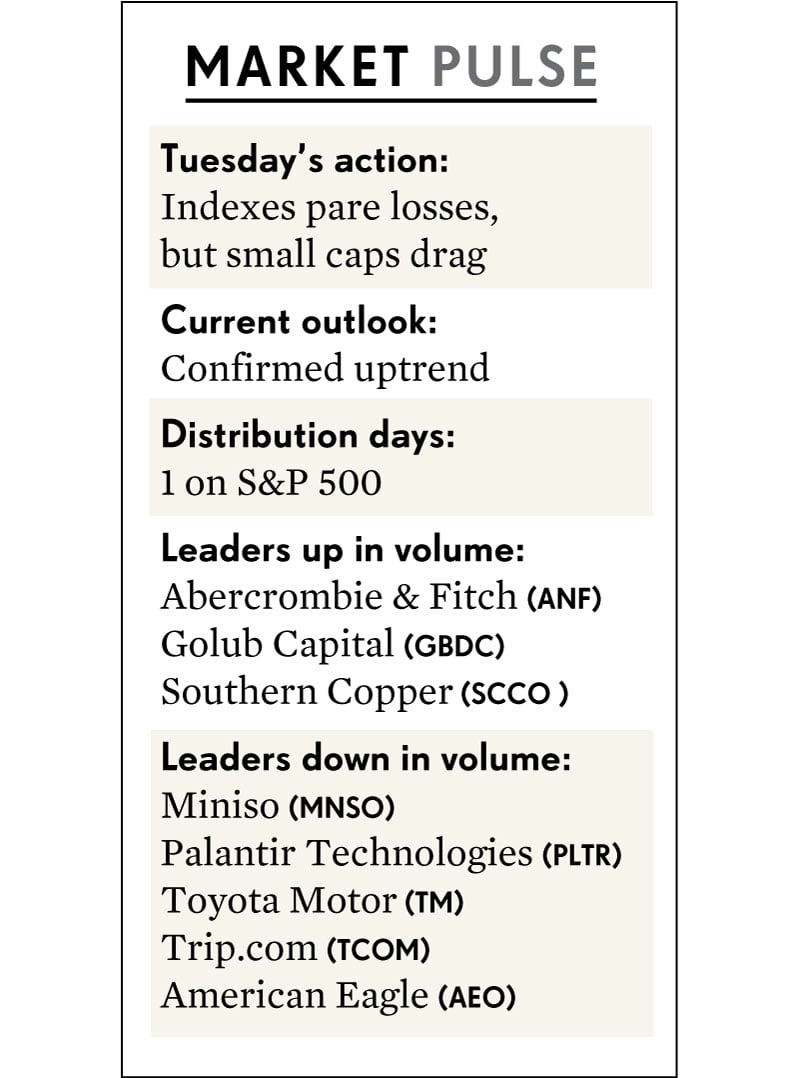 MARKET PULSE
Tuesday's action:
Indexes pare losses,
but small caps drag
Current outlook:
Confirmed uptrend
Distribution days:
1 on S&P 500
Leaders up in volume:
Abercrombie & Fitch (ANF)
Golub Capital (GBDC)
Southern Copper (SCCO )
Leaders down in volume:
Miniso (MNSO)
Palantir Technologies (PLTR)
Toyota Motor (TM)
Trip.com (TCOM)
American Eagle (AEO)